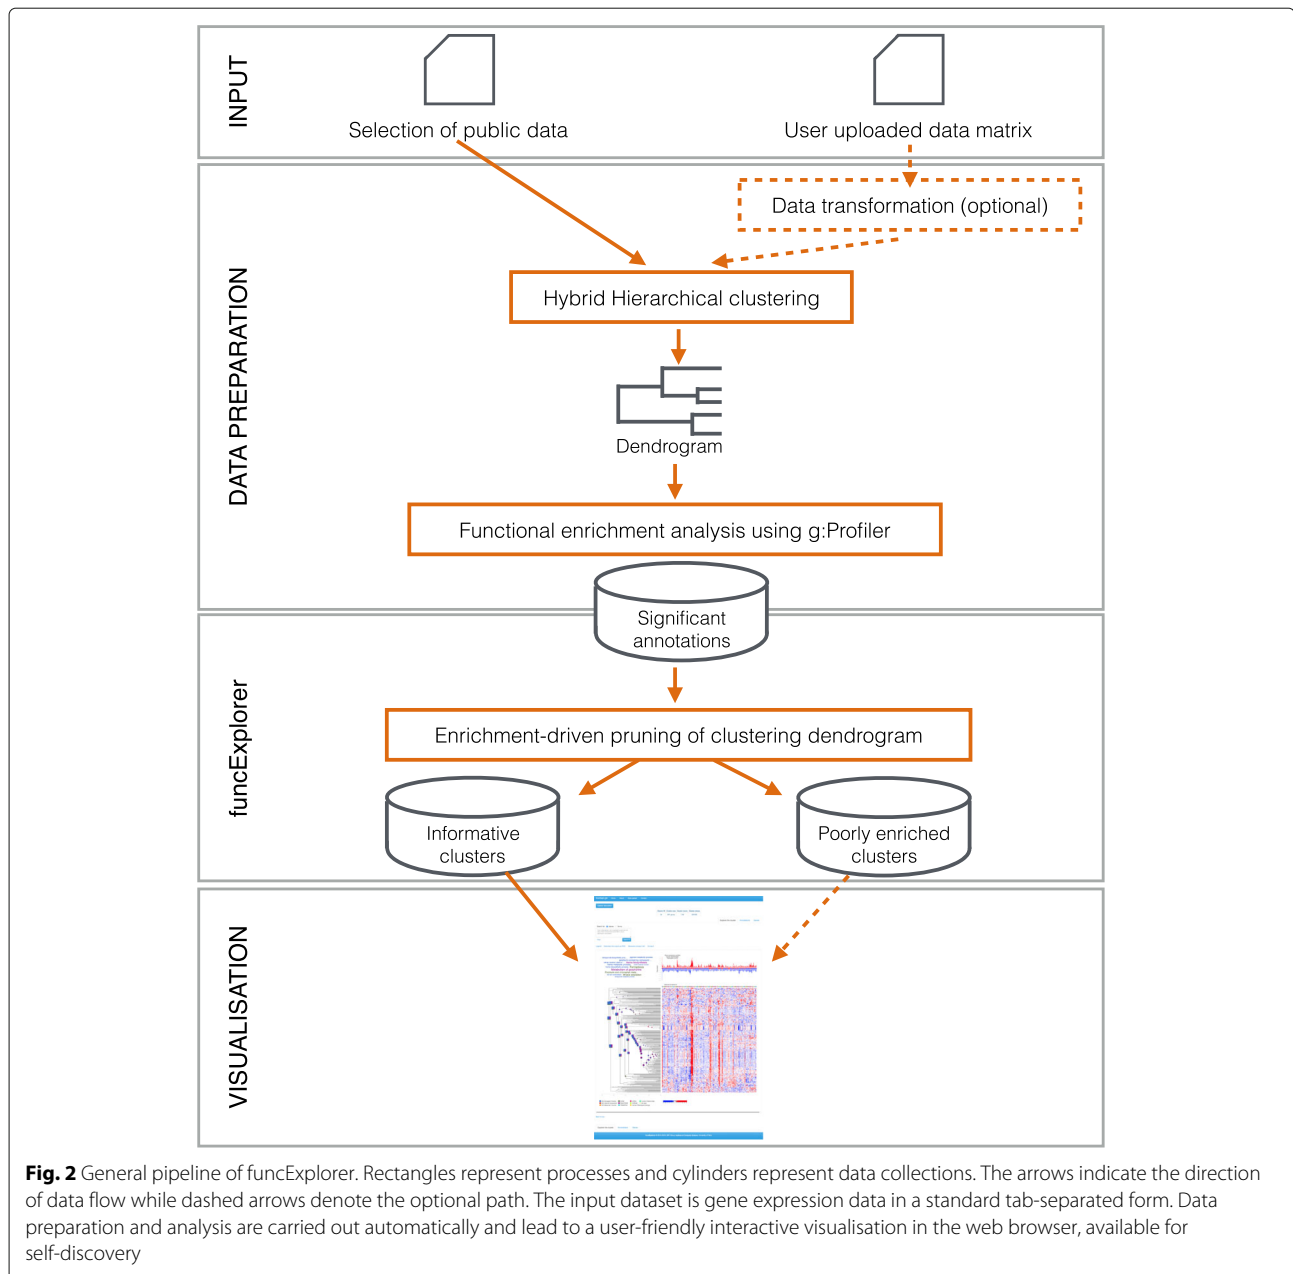 INPUT
Selection of public data
User uploaded data matrix
DATA PREPARATION
Data transformation (optional)
Hybrid Hierarchical clustering
Dendrogram
Functional enrichment analysis using g:Profiler
Significant
annotations
funcExplorer
Enrichment-driven pruning of clustering dendrogram
Informative
clusters
Poorly enriched
clusters
VISUALISATION
Fig. 2 General pipeline of funcExplorer. Rectangles represent processes and cylinders represent data collections. The arrows indicate the direction
of data flow while dashed arrows denote the optional path. The input dataset is gene expression data in a standard tab-separated form. Data
preparation and analysis are carried out automatically and lead to a user-friendly interactive visualisation in the web browser, available for
self-discovery